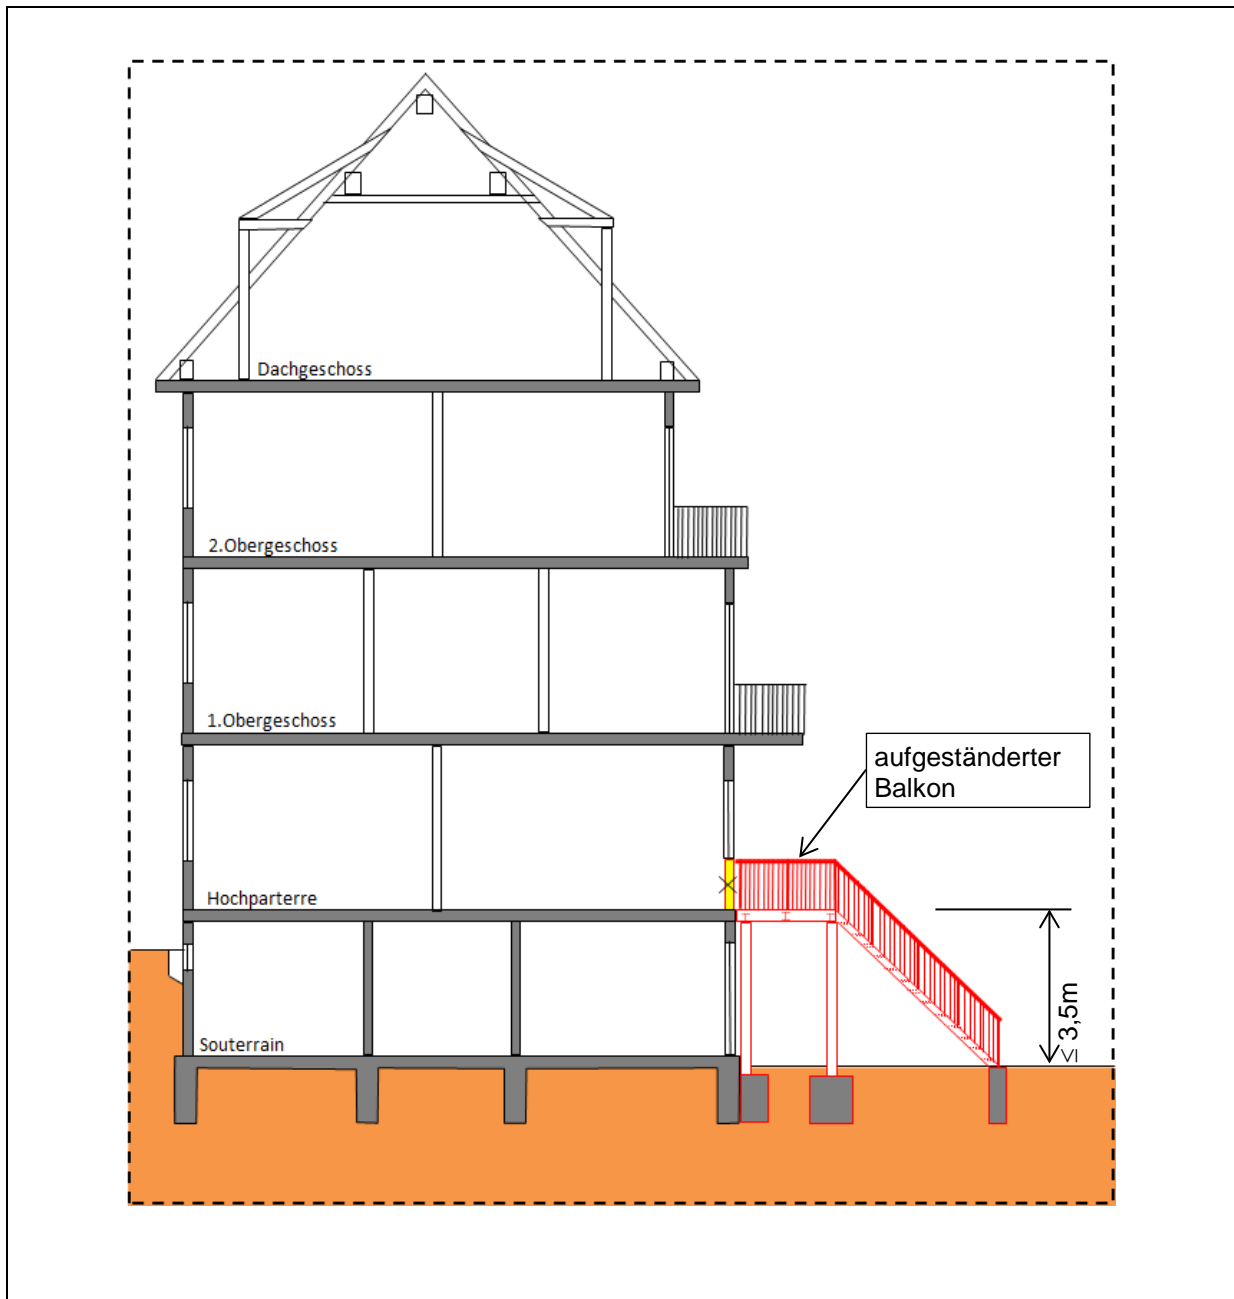 Dachgeschoss
2.Obergeschoss
1.Obergeschoss
aufgeständerter
Balkon
Hochparterre
≤ 3,5m
Souterrain